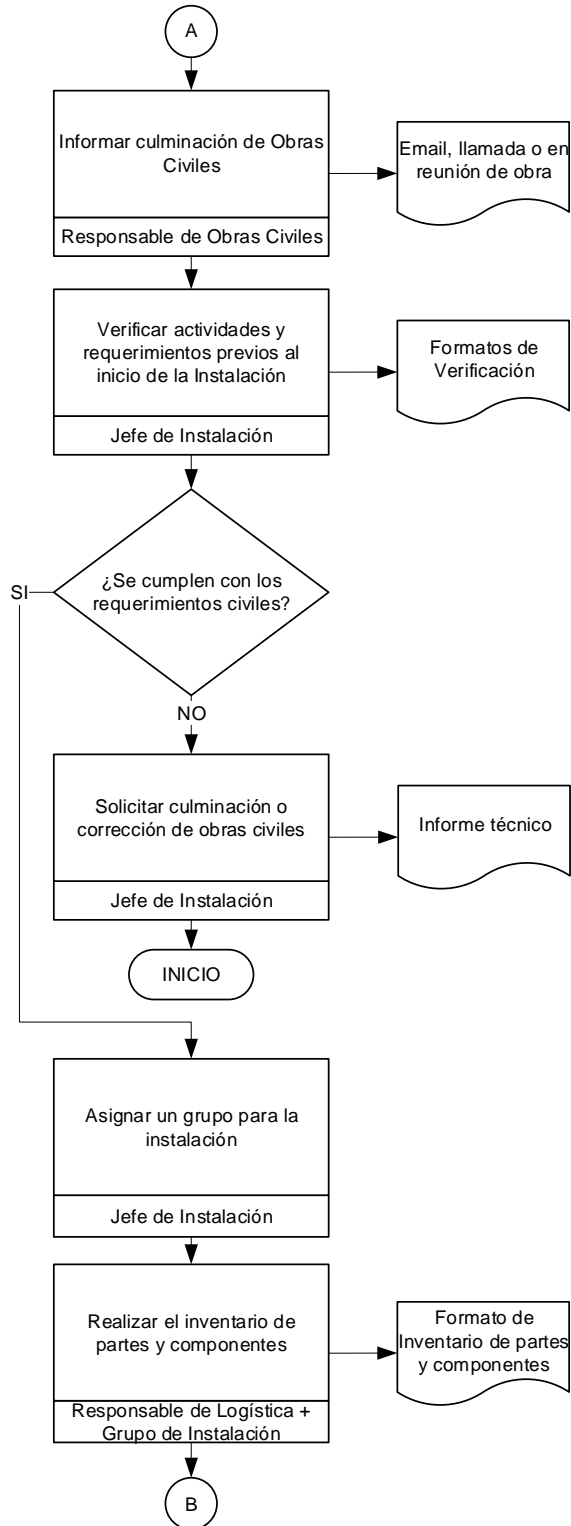 A
Informar culminación de Obras
Civiles
Responsable de Obras Civiles
Email, llamada o en
reunión de obra
Verificar actividades y
requerimientos previos al
inicio de la Instalación
Jefe de Instalación
Formatos de
Verificación
¿Se cumplen con los
requerimientos civiles?
SI
NO
Solicitar culminación o
corrección de obras civiles
Jefe de Instalación
Informe técnico
INICIO
Asignar un grupo para la
instalación
Jefe de Instalación
Realizar el inventario de
partes y componentes
Responsable de Logística +
Grupo de Instalación
Formato de
Inventario de partes
y componentes
B